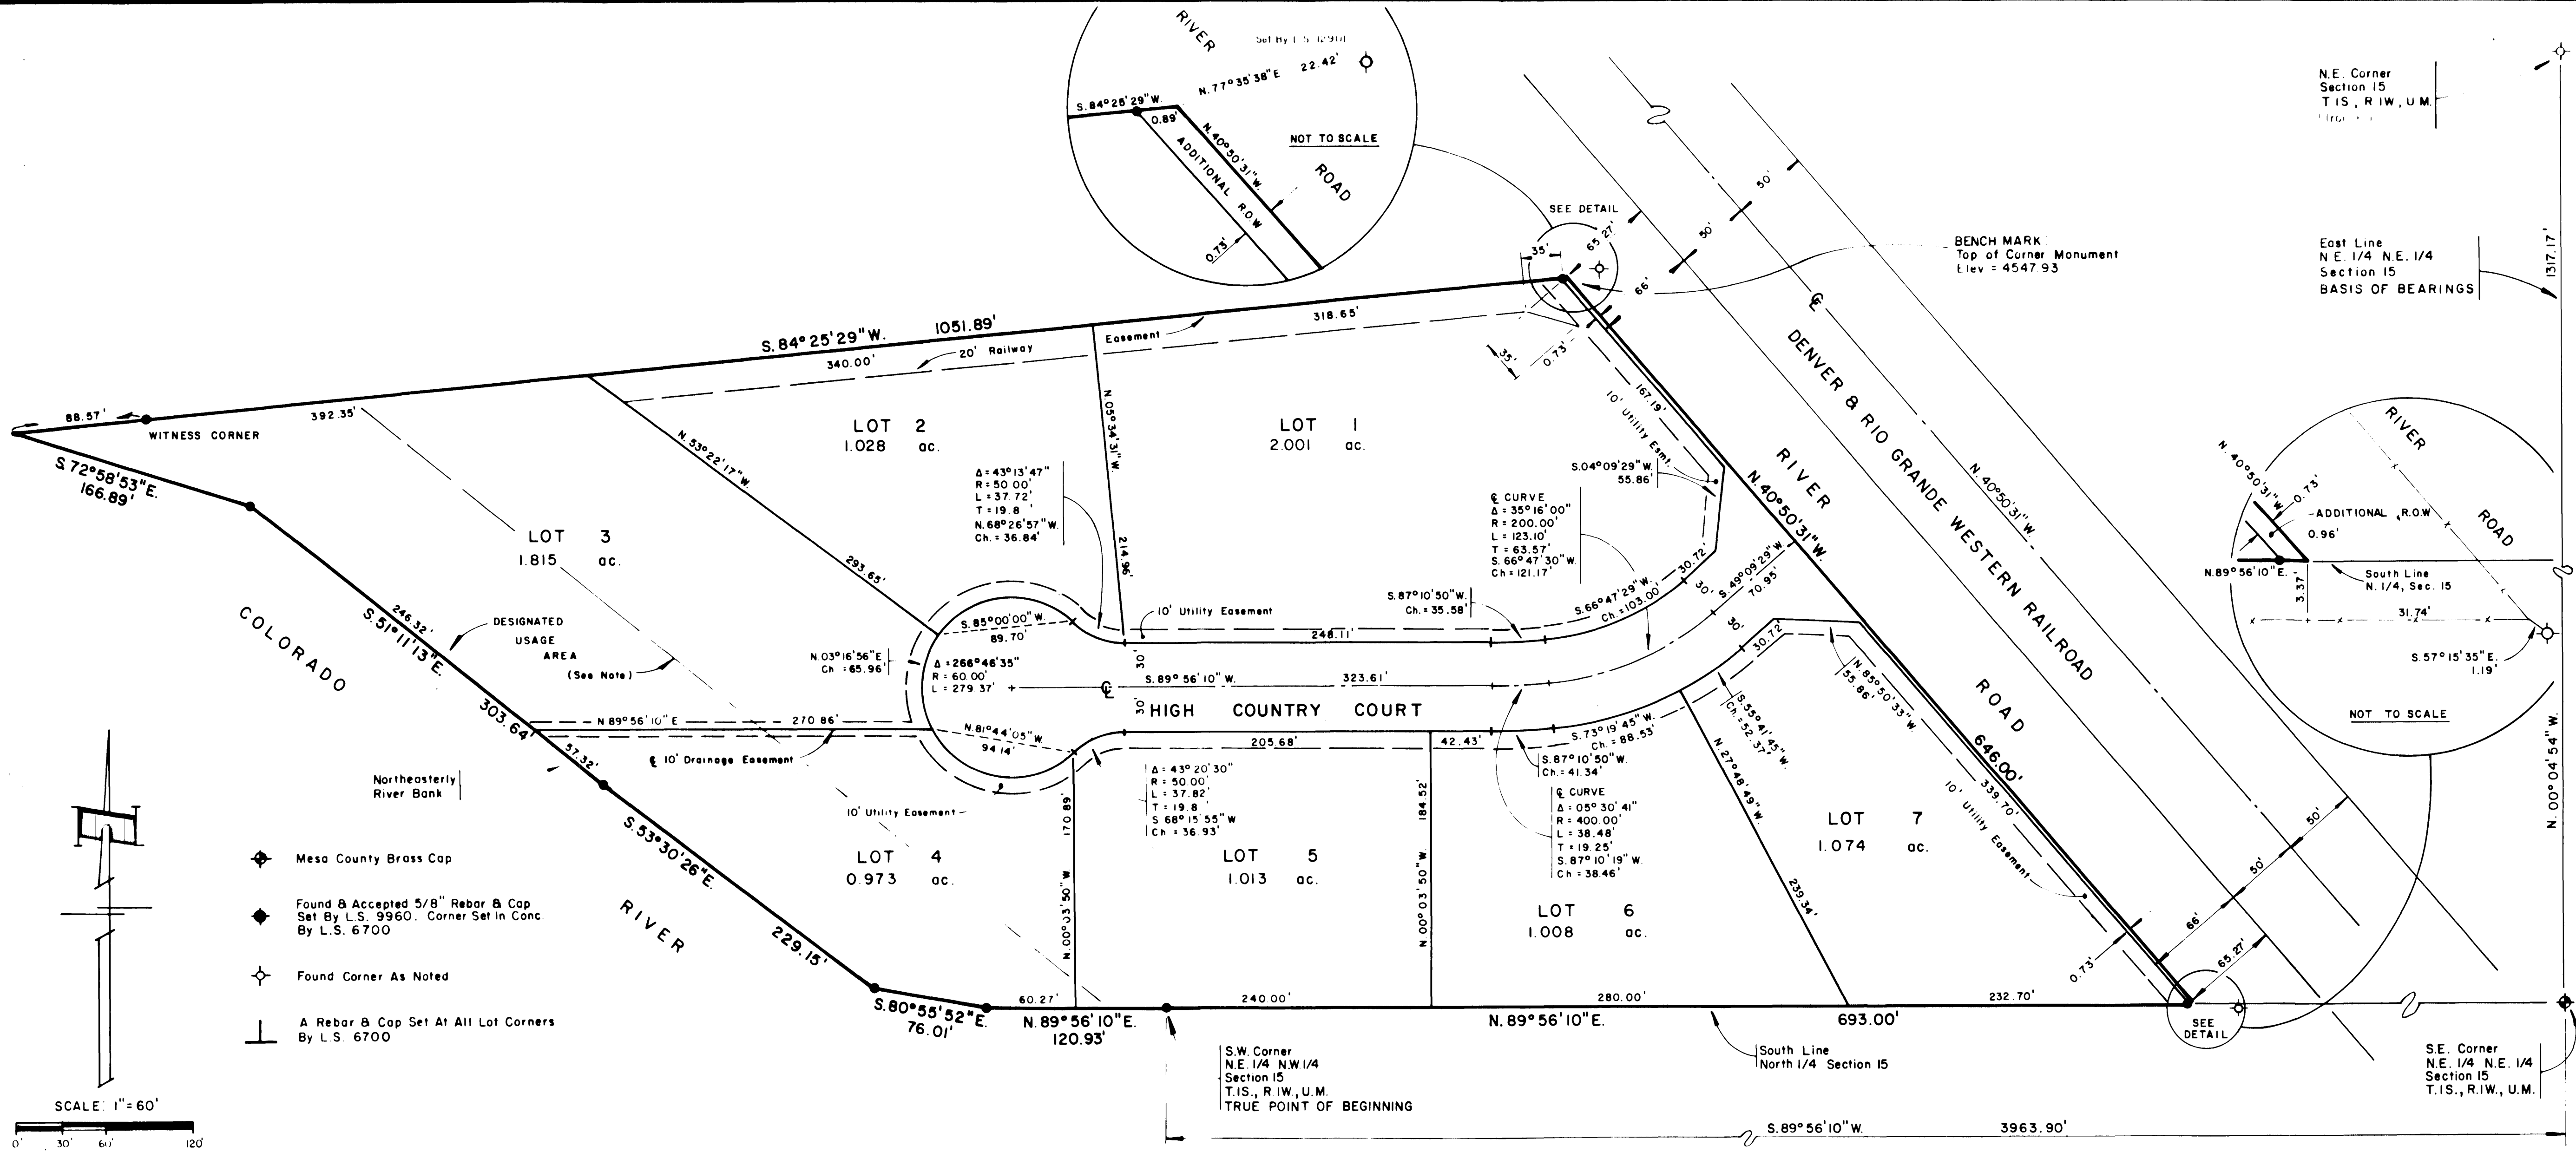 RIVER
Set By L.S. 12901
N.77°35'38"E 22.42'
S.84°25'29"W.
0.89'
N.40°50'31"W.
ADDITIONAL R.O.W
0.73'
ROAD
NOT TO SCALE
SEE DETAIL
35'
65.27'
66'
50'
50'
N.E. Corner
Section 15
T.1S., R.1W., U.M.
BENCH MARK
Top of Corner Monument
Elev = 4547.93
East Line
N.E. 1/4 N.E. 1/4
Section 15
BASIS OF BEARINGS
1317.17'
N. 00°04'54"W.
S.84°25'29"W. 1051.89'
340.00'
20' Railway Easement
318.65'
88.57'
WITNESS CORNER
392.35'
S.72°58'53"E.
166.89'
LOT 2
1.028 ac.
LOT 1
2.001 ac.
LOT 3
1.815 ac.
N.53°22'17"W.
293.65'
N.05°34'31"W.
214.96'
Δ = 43°13'47"
R = 50.00'
L = 37.72'
T = 19.8'
N.68°26'57"W.
Ch. = 36.84'
35'
0.73'
167.19'
10' Utility Esmt.
S.04°09'29"W.
55.86'
℄ CURVE
Δ = 35°16'00"
R = 200.00'
L = 123.10'
T = 63.57'
S.66°47'30"W.
Ch = 121.17'
RIVER
N.40°50'31"W.
DENVER & RIO GRANDE WESTERN RAILROAD
℄
N.40°50'31"W.
RIVER
ROAD
N.40°50'31"W
0.73'
ADDITIONAL R.O.W
0.96'
N.89°56'10"E.
3.37'
South Line
N.1/4, Sec. 15
31.74'
S.57°15'35"E.
1.19'
NOT TO SCALE
COLORADO
246.32'
S.51°11'13"E.
303.64'
57.32'
DESIGNATED
USAGE
AREA
(See Note)
S.85°00'00"W.
89.70'
10' Utility Easement
248.11'
S.87°10'50"W.
Ch. = 35.58'
S.66°47'29"W.
Ch = 103.00'
30.72'
30'
S.49°09'29"W.
70.95'
30'
30.72'
N.03°16'56"E
Ch = 65.96'
Δ = 266°46'35"
R = 60.00'
L = 279.37'
30'
℄
S.89°56'10"W. 323.61'
30'
HIGH COUNTRY COURT
N.81°44'05"W
94.14'
N 89°56'10"E 270.86'
℄ 10' Drainage Easement
205.68'
42.43'
S.73°19'45"W.
Ch. = 88.53'
S.55°41'45"W.
Ch. = 52.37'
N.85°50'33"W.
55.86'
S.87°10'50"W.
Ch. = 41.34'
Northeasterly
River Bank
10' Utility Easement
Δ = 43°20'30"
R = 50.00'
L = 37.82'
T = 19.8
S 68°15'55"W
Ch = 36.93'
℄ CURVE
Δ = 05°30'41"
R = 400.00'
L = 38.48'
T = 19.25'
S.87°10'19"W.
Ch = 38.46'
ROAD
646.00'
339.70'
10' Utility Easement
S.53°30'26"E.
229.15'
RIVER
LOT 4
0.973 ac.
N.00°03'50"W 170.89'
LOT 5
1.013 ac.
N.00°03'50"W. 184.52'
LOT 6
1.008 ac.
N.27°48'49"W.
239.34'
LOT 7
1.074 ac.
50'
50'
66'
65.27'
0.73'
Mesa County Brass Cap
Found & Accepted 5/8" Rebar & Cap
Set By L.S. 9960. Corner Set In Conc.
By L.S. 6700
Found Corner As Noted
A Rebar & Cap Set At All Lot Corners
By L.S. 6700
S.80°55'52"E.
76.01'
60.27'
N.89°56'10"E.
120.93'
240.00'
280.00'
N.89°56'10"E.
693.00'
232.70'
SEE
DETAIL
S.W. Corner
N.E. 1/4 N.W.1/4
Section 15
T.1S., R.1W., U.M.
TRUE POINT OF BEGINNING
South Line
North 1/4 Section 15
S.E. Corner
N.E. 1/4 N.E. 1/4
Section 15
T.1S., R.1W., U.M.
S.89°56'10"W. 3963.90'
SCALE: 1"=60'
0' 30' 60' 120'